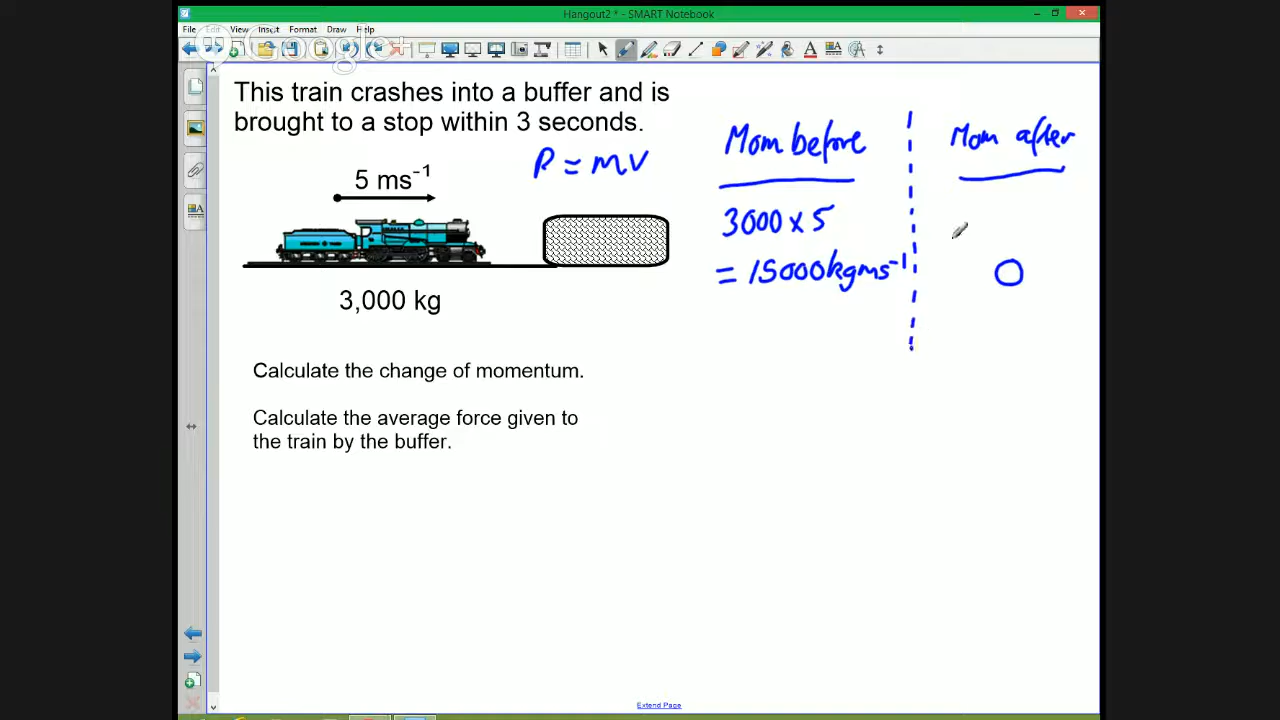 Hangout2 * - SMART Notebook
File Edit View Insert Format Draw Help
Google+
This train crashes into a buffer and is
brought to a stop within 3 seconds.
P = mv
5 ms⁻¹
3,000 kg
Mom before
3000 x 5
= 15000kgms⁻¹
Mom after
0
Calculate the change of momentum.
Calculate the average force given to
the train by the buffer.
Extend Page